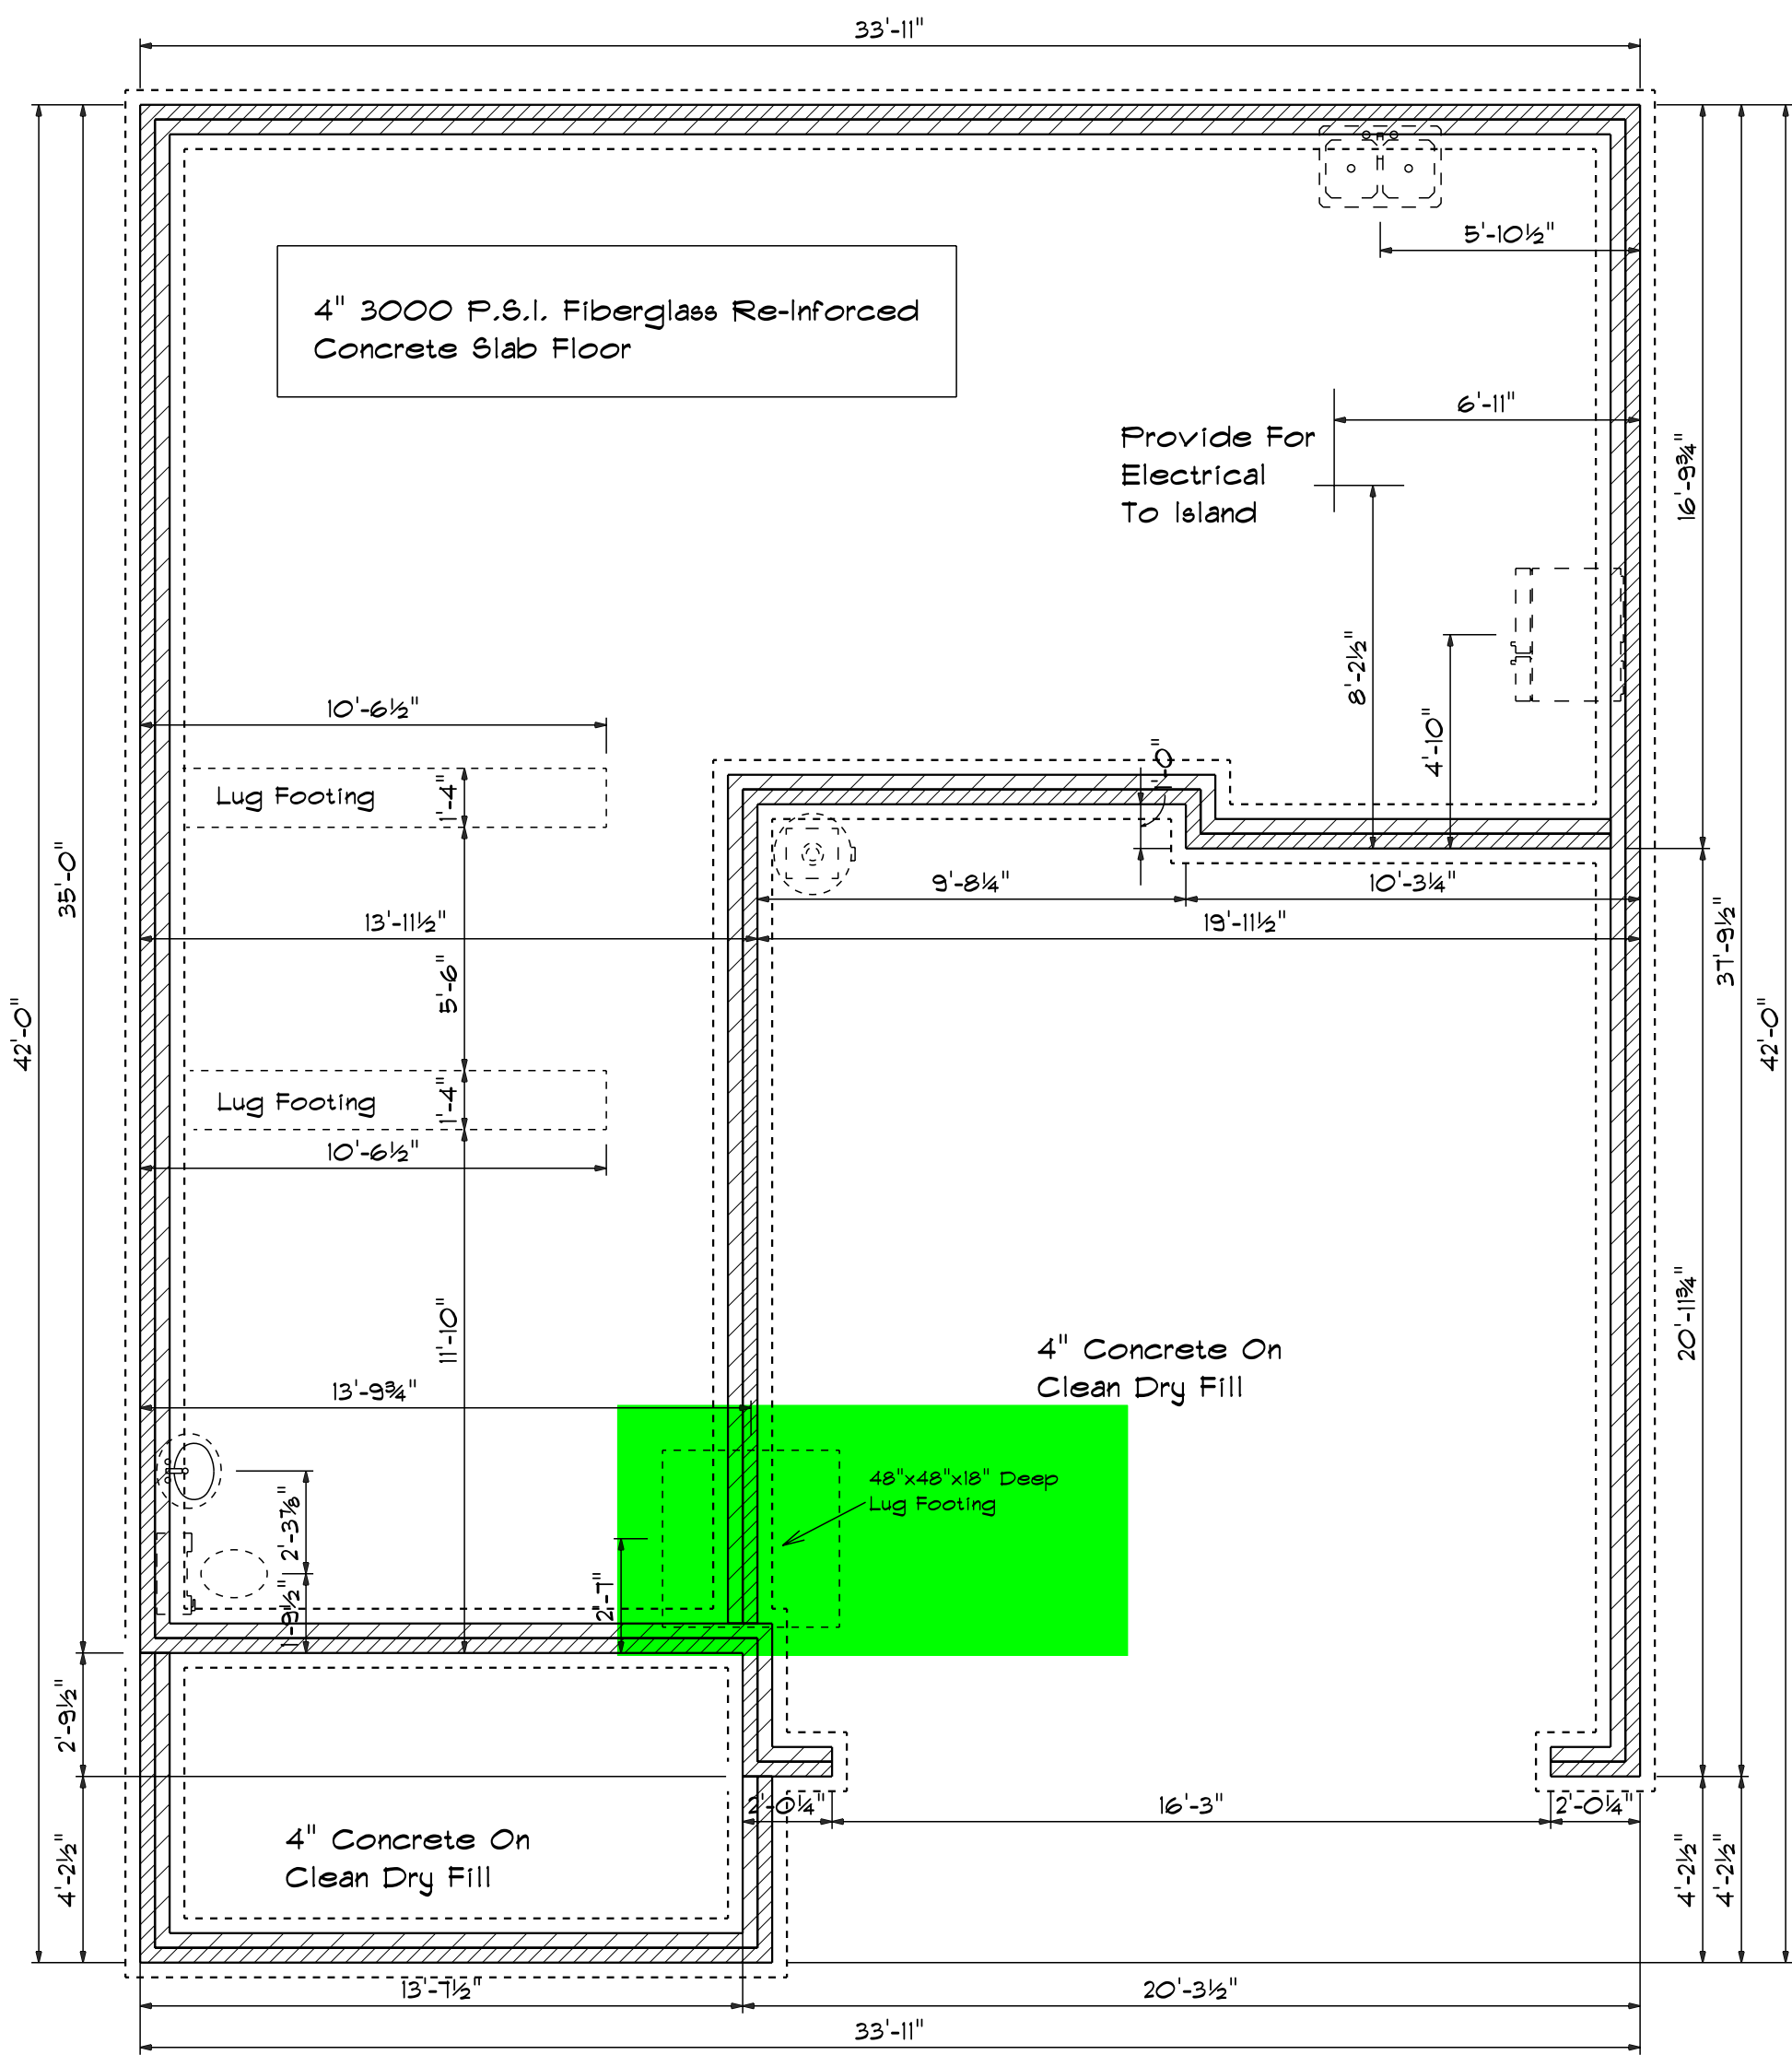 33'-11"
5'-10½"
4" 3000 P.S.I. Fiberglass Re-Inforced
Concrete Slab Floor
6'-11"
Provide For
Electrical
To Island
16'-9¾"
8'-2½"
4'-10"
10'-6½"
Lug Footing
1'-4"
1'-0"
35'-0"
9'-8¼"
10'-3¼"
13'-11½"
19'-11½"
37'-9½"
5'-6"
42'-0"
42'-0"
Lug Footing
1'-4"
10'-6½"
11'-10"
20'-11¾"
4" Concrete On
Clean Dry Fill
13'-9¾"
48"x48"x18" Deep
Lug Footing
2'-3⅞"
1'-9½"
2'-7"
2'-9½"
2'-0¼"
16'-3"
2'-0¼"
4" Concrete On
Clean Dry Fill
4'-2½"
4'-2½"
4'-2½"
13'-7½"
20'-3½"
33'-11"